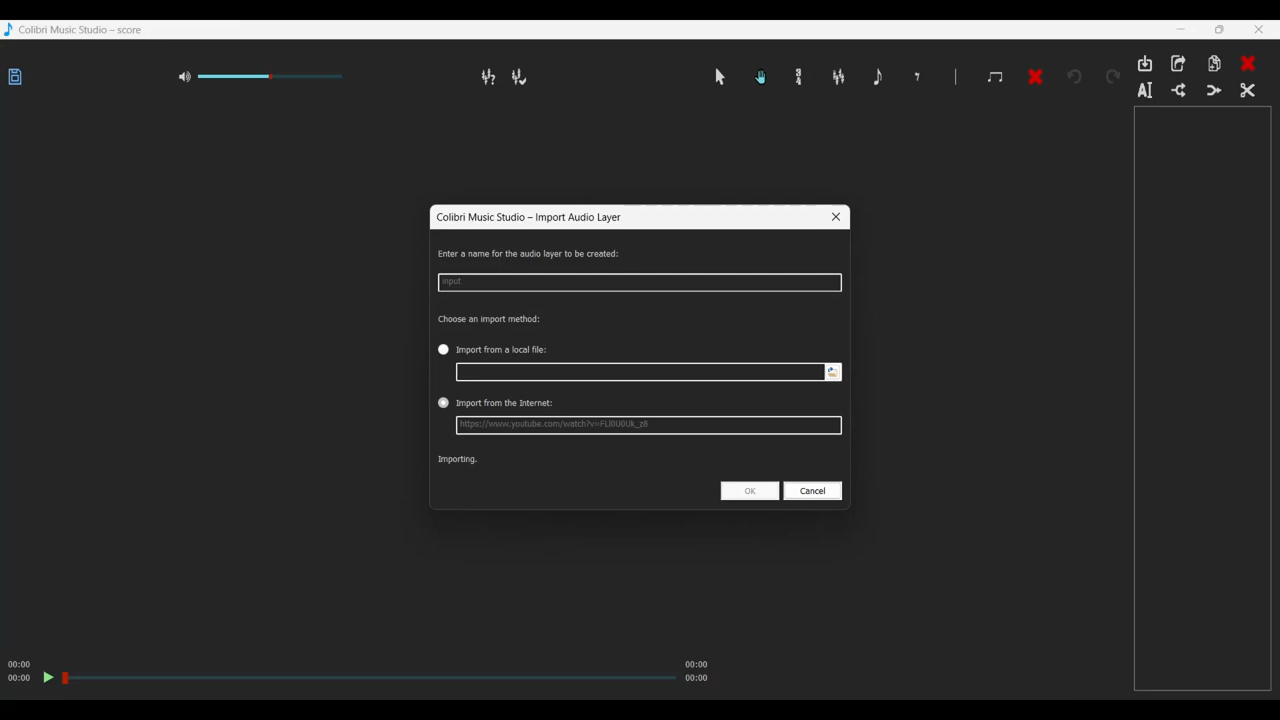 Colibri Music Studio – score
Colibri Music Studio – Import Audio Layer
Enter a name for the audio layer to be created:
input
Choose an import method:
Import from a local file:
Import from the Internet:
https://www.youtube.com/watch?v=FLl0U0Uk_z8
Importing.
OK Cancel
00:00 00:00
00:00 00:00